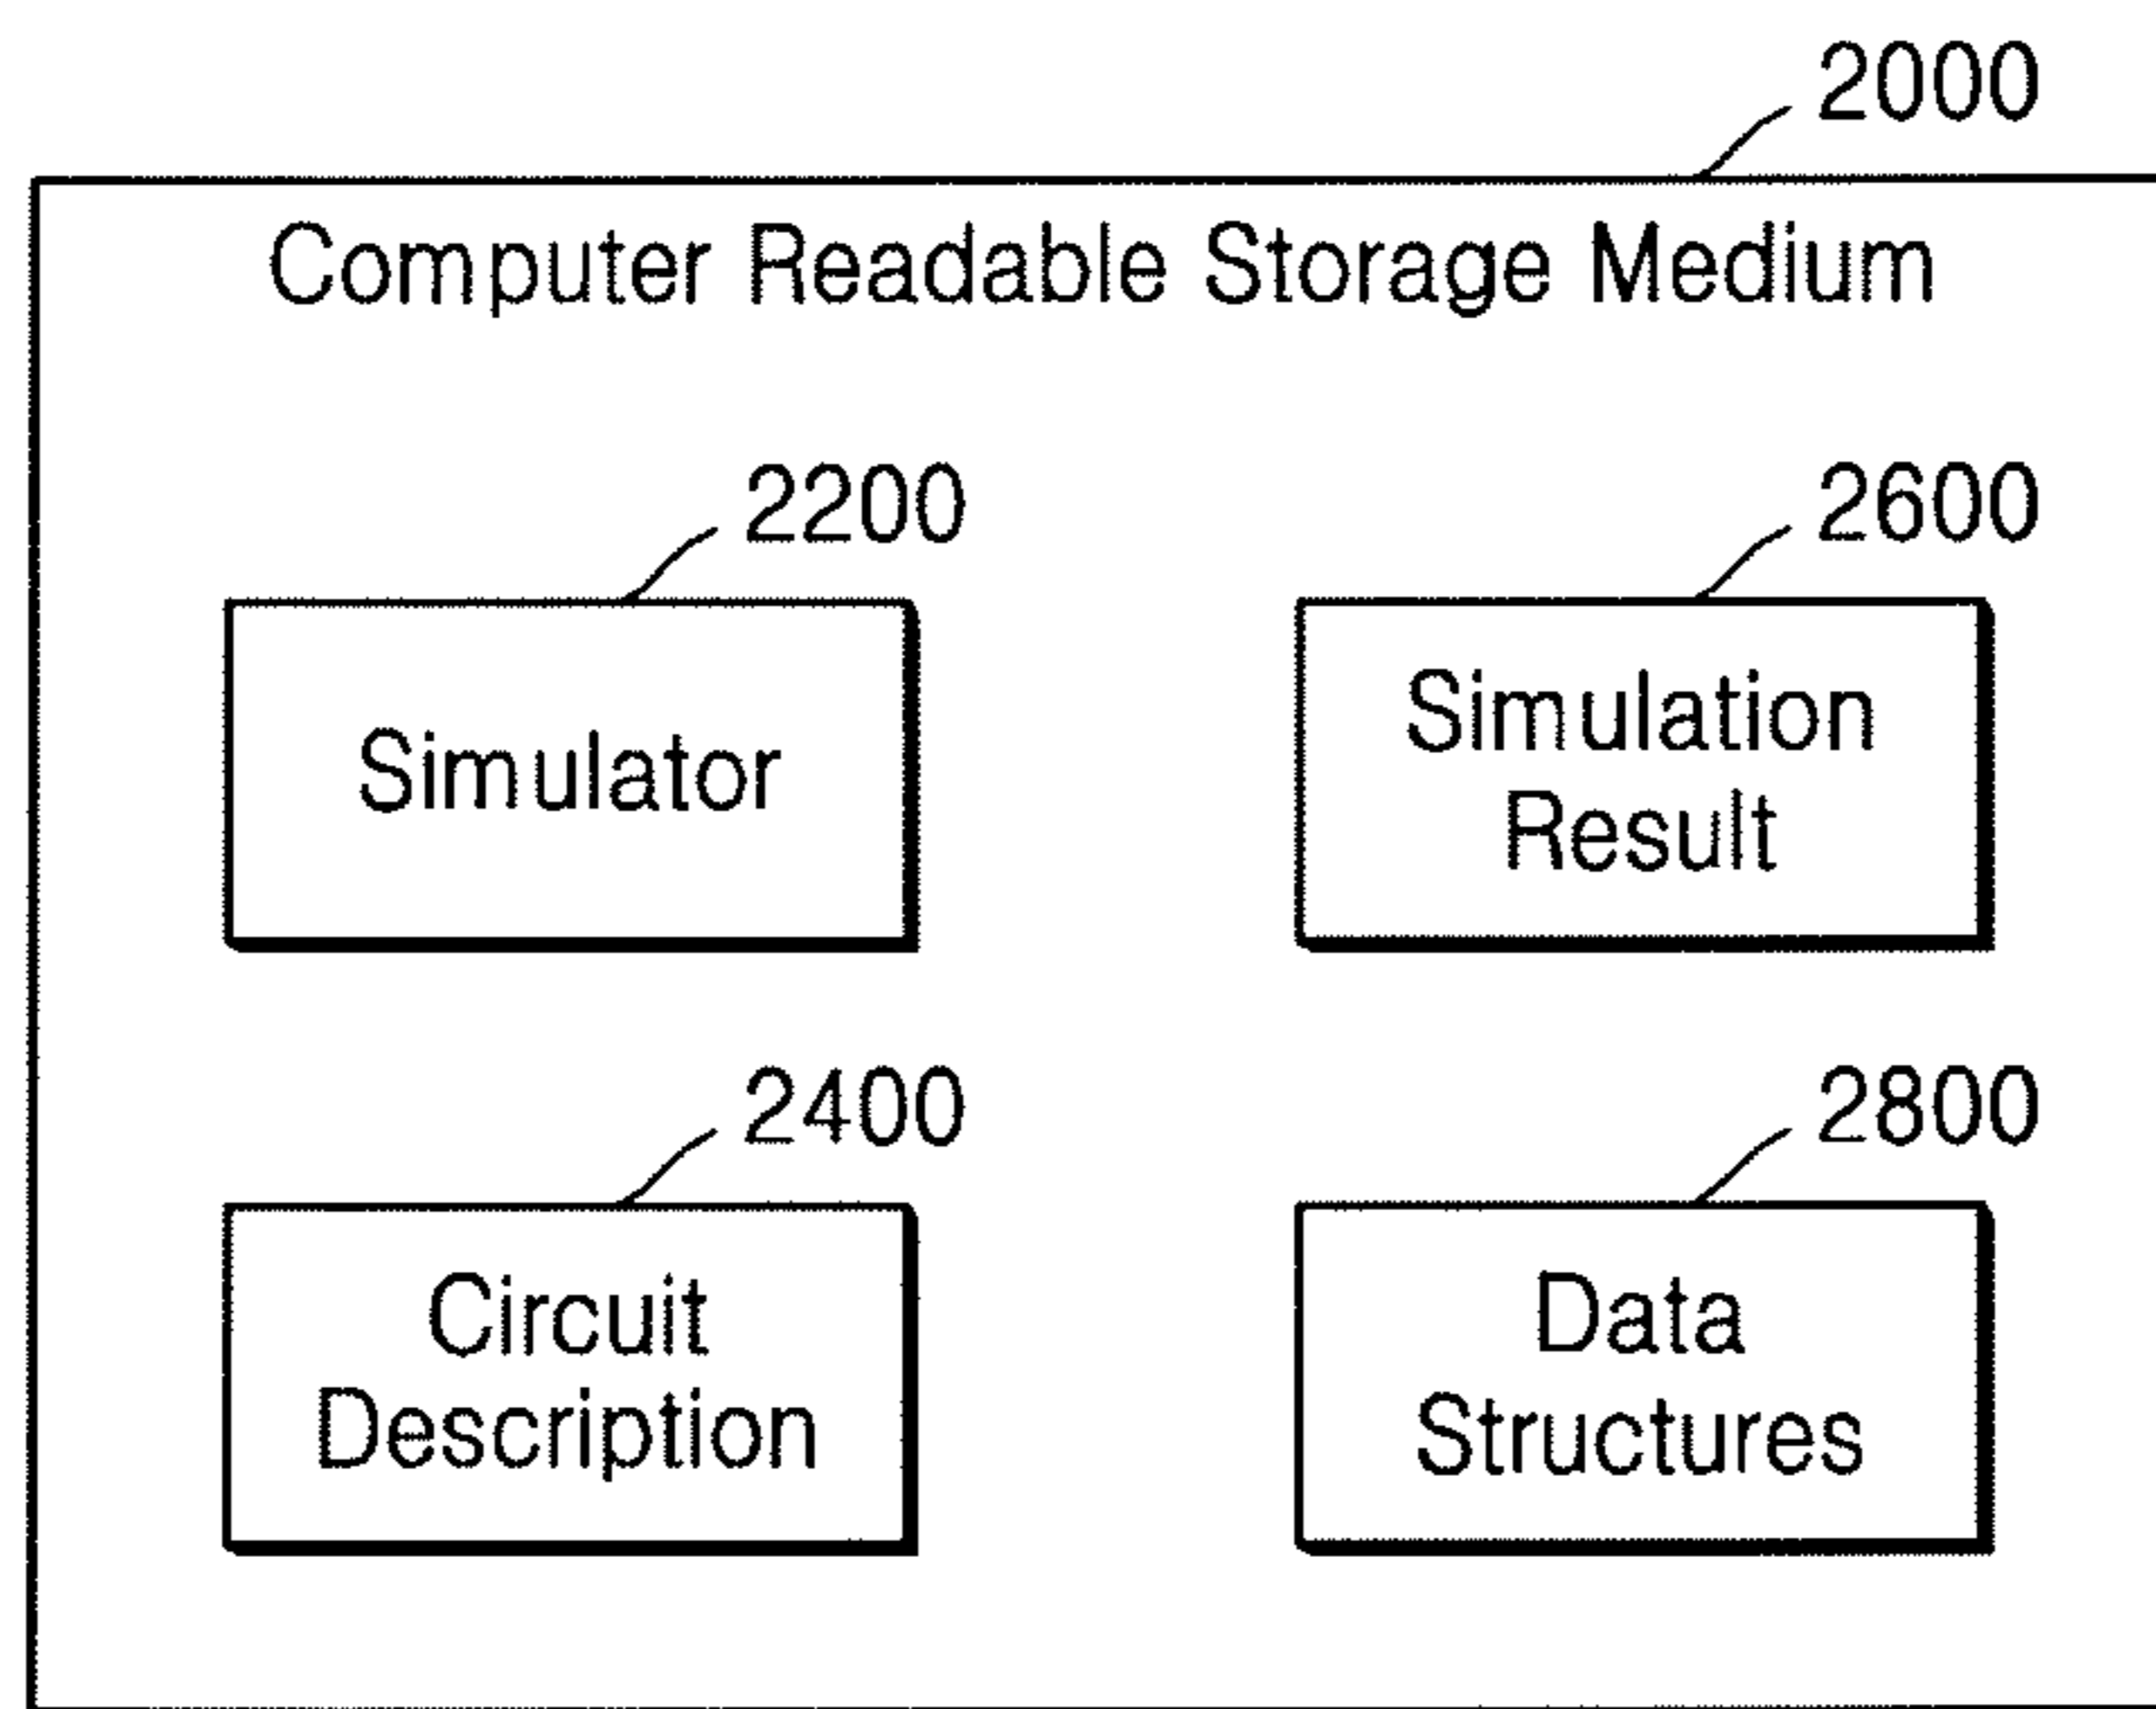 2000
Computer Readable Storage Medium
2200
2600
Simulator
Simulation
Result
2400
2800
Circuit
Description
Data
Structures